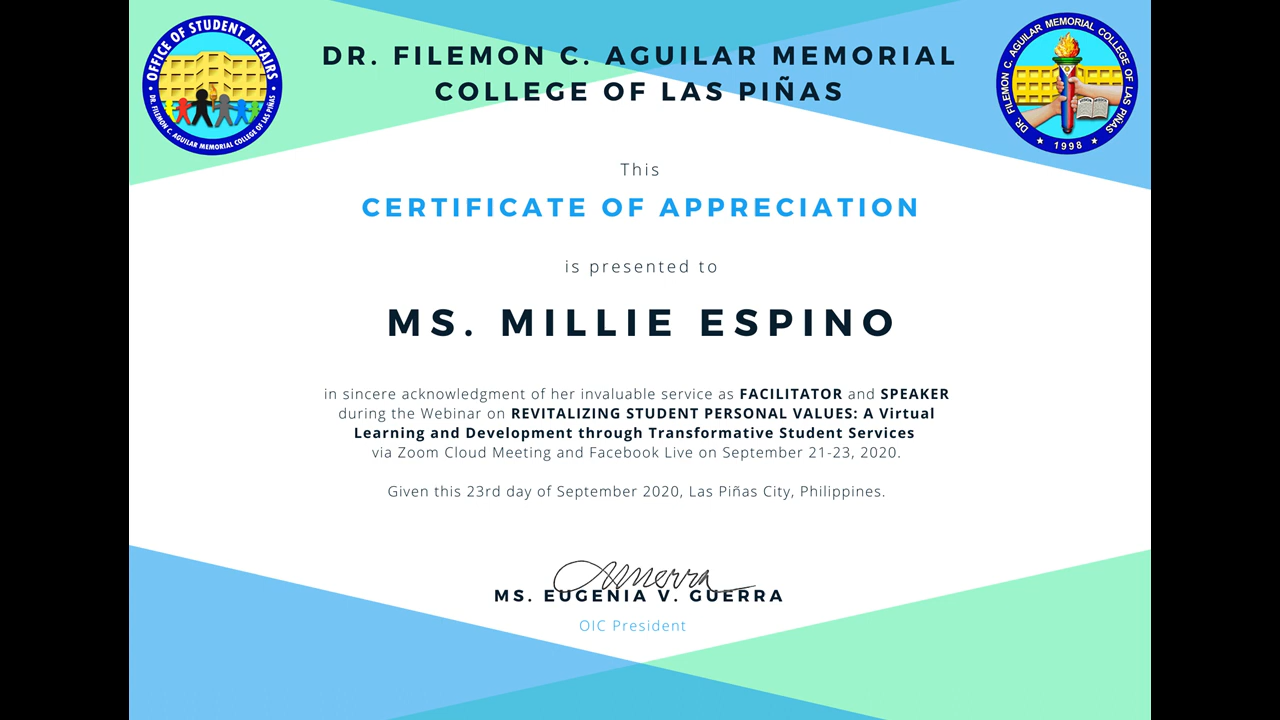 OFFICE OF STUDENT AFFAIRS
DR. FILEMON C. AGUILAR MEMORIAL COLLEGE OF LAS PIÑAS
DR. FILEMON C. AGUILAR MEMORIAL
COLLEGE OF LAS PIÑAS
DR. FILEMON C. AGUILAR MEMORIAL COLLEGE OF LAS PIÑAS
1998
This
CERTIFICATE OF APPRECIATION
is presented to
MS. MILLIE ESPINO
in sincere acknowledgment of her invaluable service as FACILITATOR and SPEAKER
during the Webinar on REVITALIZING STUDENT PERSONAL VALUES: A Virtual
Learning and Development through Transformative Student Services
via Zoom Cloud Meeting and Facebook Live on September 21-23, 2020.
Given this 23rd day of September 2020, Las Piñas City, Philippines.
MS. EUGENIA V. GUERRA
OIC President